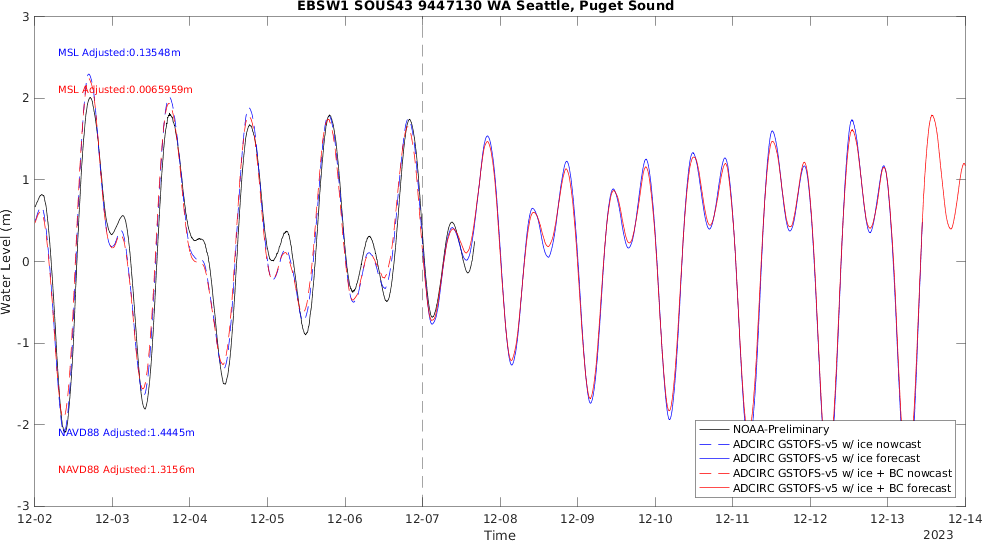 EBSW1 SOUS43 9447130 WA Seattle, Puget Sound
3
2
1
0
-1
-2
-3
Water Level (m)
MSL Adjusted:0.13548m
MSL Adjusted:0.0065959m
NAVD88 Adjusted:1.4445m
NAVD88 Adjusted:1.3156m
NOAA-Preliminary
ADCIRC GSTOFS-v5 w/ ice nowcast
ADCIRC GSTOFS-v5 w/ ice forecast
ADCIRC GSTOFS-v5 w/ ice + BC nowcast
ADCIRC GSTOFS-v5 w/ ice + BC forecast
12-02 12-03 12-04 12-05 12-06 12-07 12-08 12-09 12-10 12-11 12-12 12-13 12-14
Time
2023